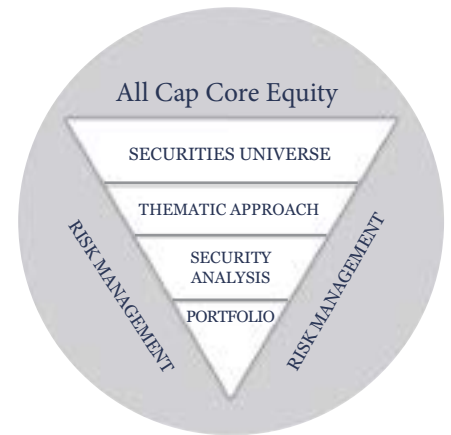 All Cap Core Equity
SECURITIES UNIVERSE
THEMATIC APPROACH
SECURITY
ANALYSIS
PORTFOLIO
RISK MANAGEMENT
RISK MANAGEMENT